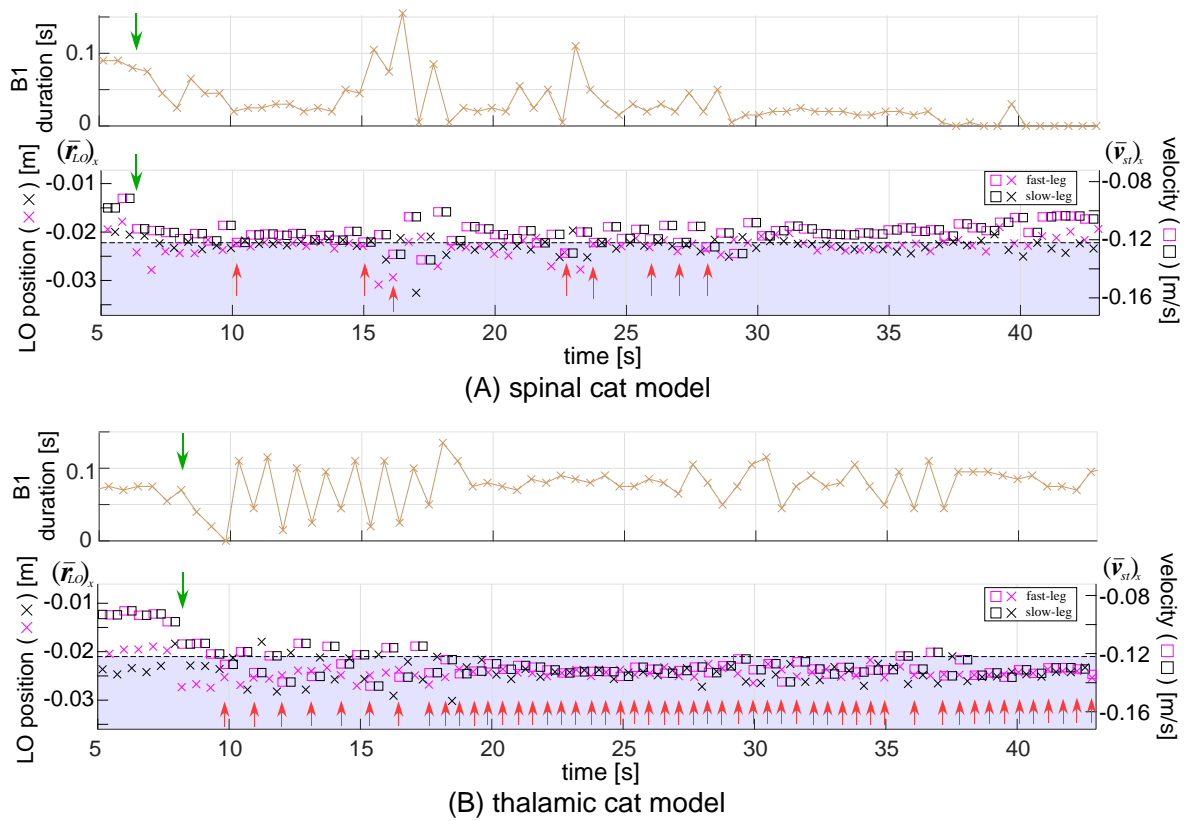 B1
duration [s]
0.1
0
(r̄LO)x
(v̄st)x
LO position (× ×) [m]
-0.01
-0.02
-0.03
fast-leg
slow-leg
-0.08
-0.12
-0.16
velocity (□ □) [m/s]
5 10 15 20 25 30 35 40
time [s]
(A) spinal cat model
B1
duration [s]
0.1
0
(r̄LO)x
(v̄st)x
LO position (× ×) [m]
-0.01
-0.02
-0.03
fast-leg
slow-leg
-0.08
-0.12
-0.16
velocity (□ □) [m/s]
5 10 15 20 25 30 35 40
time [s]
(B) thalamic cat model